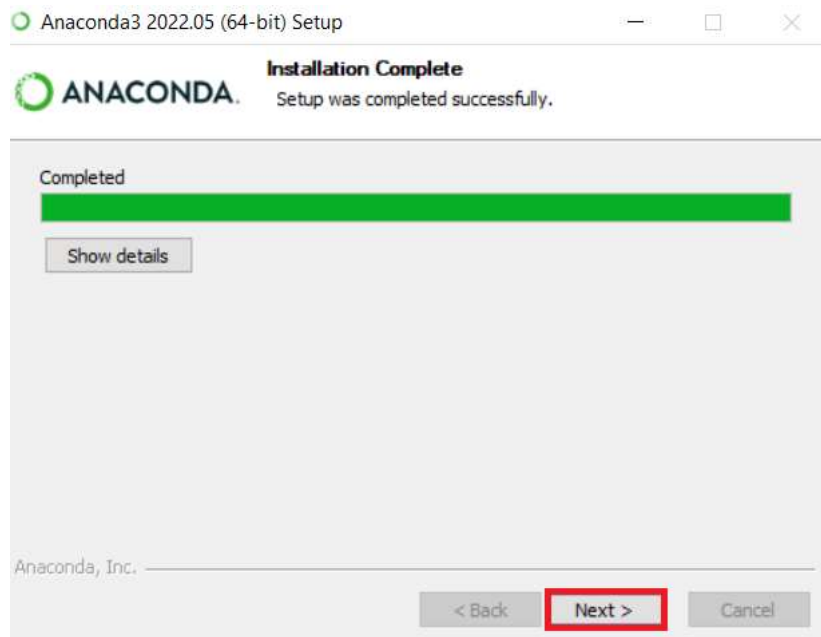 Anaconda3 2022.05 (64-bit) Setup
ANACONDA.
Installation Complete
Setup was completed successfully.
Completed
Show details
Anaconda, Inc.
< Back Next > Cancel